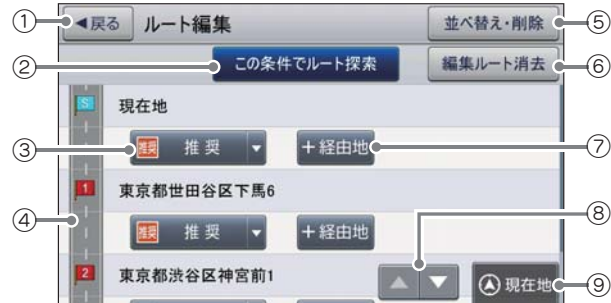 ① ◀戻る ルート編集 並べ替え・削除 ⑤
② この条件でルート探索 編集ルート消去 ⑥
S 現在地
③ 推奨 推奨 ▼ +経由地 ⑦
1 東京都世田谷区下馬6
④ 推奨 推奨 ▼ +経由地 ⑧
2 東京都渋谷区神宮前1 ▲ ▼ 現在地 ⑨